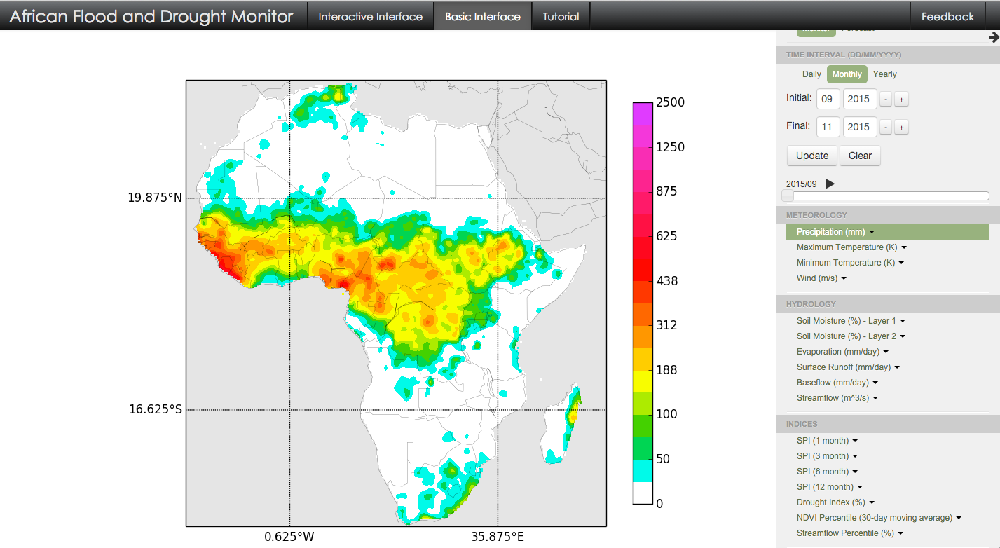 African Flood and Drought Monitor
Interactive Interface
Basic Interface
Tutorial
Feedback
TIME INTERVAL (DD/MM/YYYY)
Daily Monthly Yearly
Initial: 09 2015 - +
Final: 11 2015 - +
Update Clear
2015/09
METEOROLOGY
Precipitation (mm)
Maximum Temperature (K)
Minimum Temperature (K)
Wind (m/s)
HYDROLOGY
Soil Moisture (%) - Layer 1
Soil Moisture (%) - Layer 2
Evaporation (mm/day)
Surface Runoff (mm/day)
Baseflow (mm/day)
Streamflow (m^3/s)
INDICES
SPI (1 month)
SPI (3 month)
SPI (6 month)
SPI (12 month)
Drought Index (%)
NDVI Percentile (30-day moving average)
Streamflow Percentile (%)
19.875°N
16.625°S
0.625°W
35.875°E
2500
1250
875
625
438
312
188
100
50
0